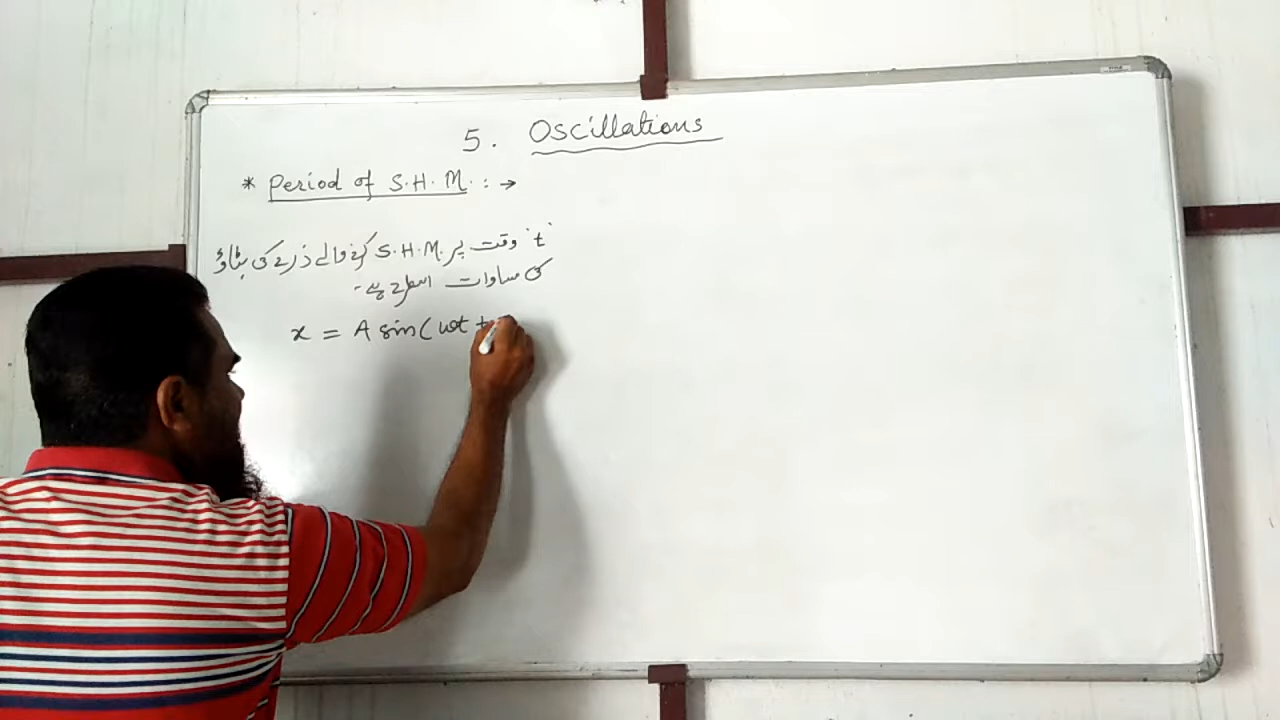 5. Oscillations
* Period of S.H.M. : →
't' وقت پر S.H.M. کرنے والے ذرے کی ہٹاؤ
کی مساوات اسطرح ہے۔
x = A sin(ωt +